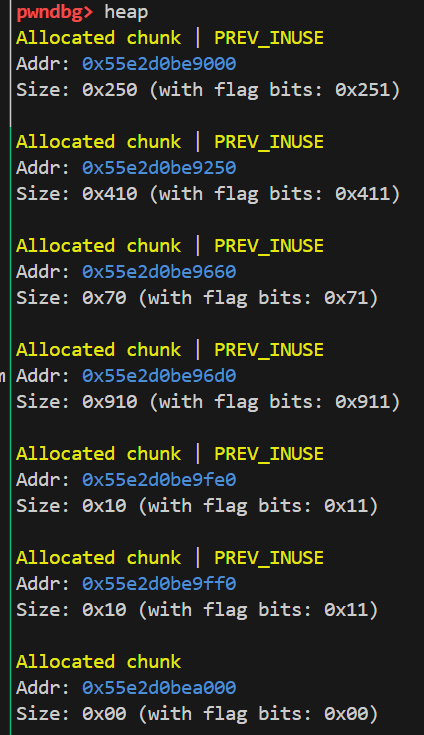 pwndbg> heap
Allocated chunk | PREV_INUSE
Addr: 0x55e2d0be9000
Size: 0x250 (with flag bits: 0x251)
Allocated chunk | PREV_INUSE
Addr: 0x55e2d0be9250
Size: 0x410 (with flag bits: 0x411)
Allocated chunk | PREV_INUSE
Addr: 0x55e2d0be9660
Size: 0x70 (with flag bits: 0x71)
Allocated chunk | PREV_INUSE
m Addr: 0x55e2d0be96d0
Size: 0x910 (with flag bits: 0x911)
Allocated chunk | PREV_INUSE
Addr: 0x55e2d0be9fe0
Size: 0x10 (with flag bits: 0x11)
Allocated chunk | PREV_INUSE
Addr: 0x55e2d0be9ff0
Size: 0x10 (with flag bits: 0x11)
Allocated chunk
Addr: 0x55e2d0bea000
Size: 0x00 (with flag bits: 0x00)